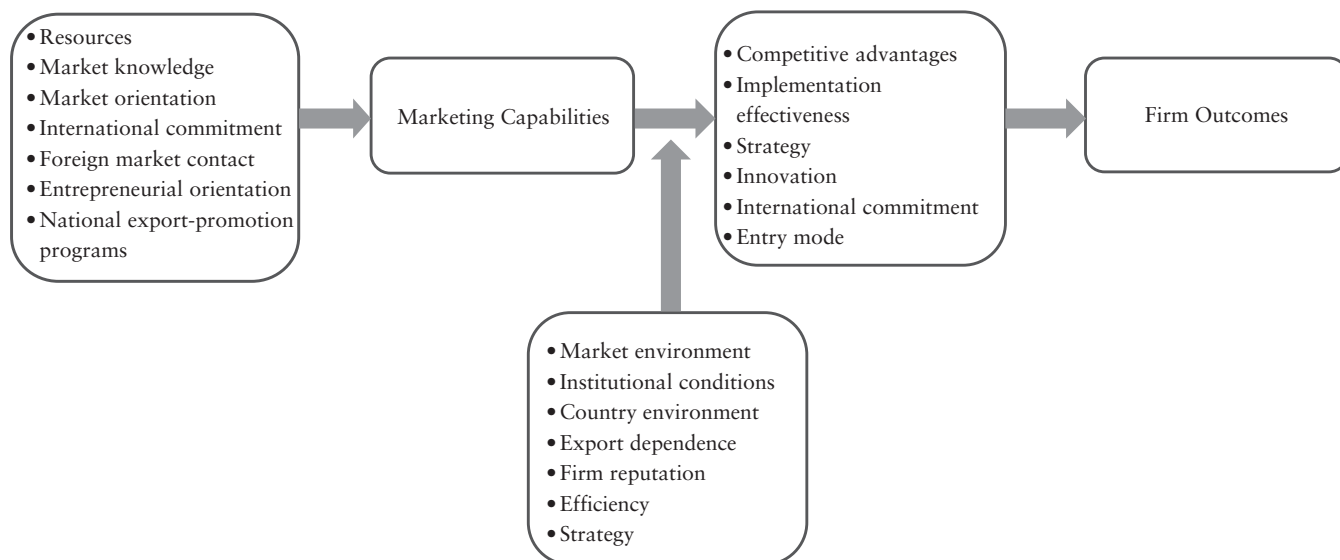 • Resources
• Market knowledge
• Market orientation
• International commitment
• Foreign market contact
• Entrepreneurial orientation
• National export-promotion
programs
Marketing Capabilities
• Competitive advantages
• Implementation
effectiveness
• Strategy
• Innovation
• International commitment
• Entry mode
Firm Outcomes
• Market environment
• Institutional conditions
• Country environment
• Export dependence
• Firm reputation
• Efficiency
• Strategy